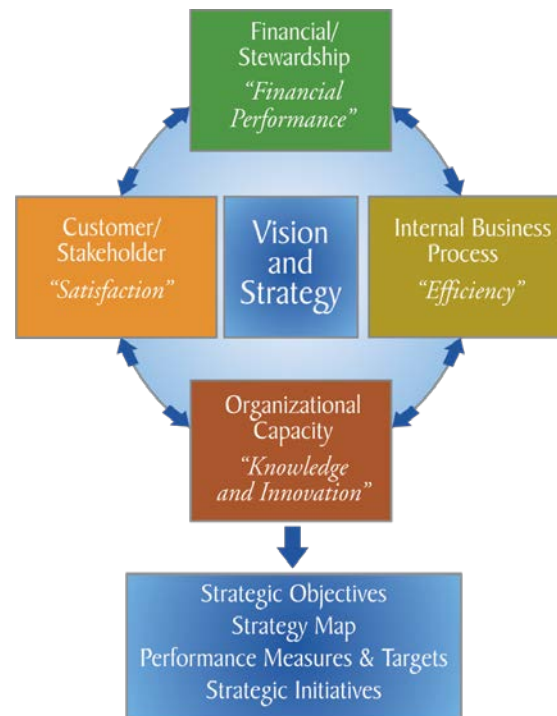 Financial/
Stewardship
“Financial
Performance”
Customer/
Stakeholder
“Satisfaction”
Vision
and
Strategy
Internal Business
Process
“Efficiency”
Organizational
Capacity
“Knowledge
and Innovation”
Strategic Objectives
Strategy Map
Performance Measures & Targets
Strategic Initiatives